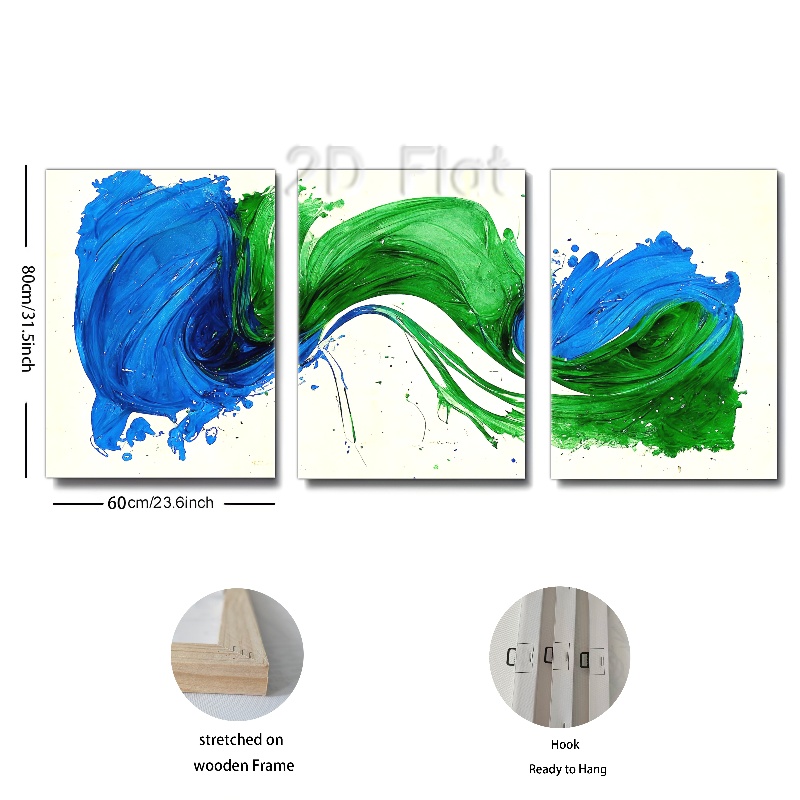 2D Flat
80cm/31.5inch
60cm/23.6inch
stretched on
wooden Frame
Hook
Ready to Hang